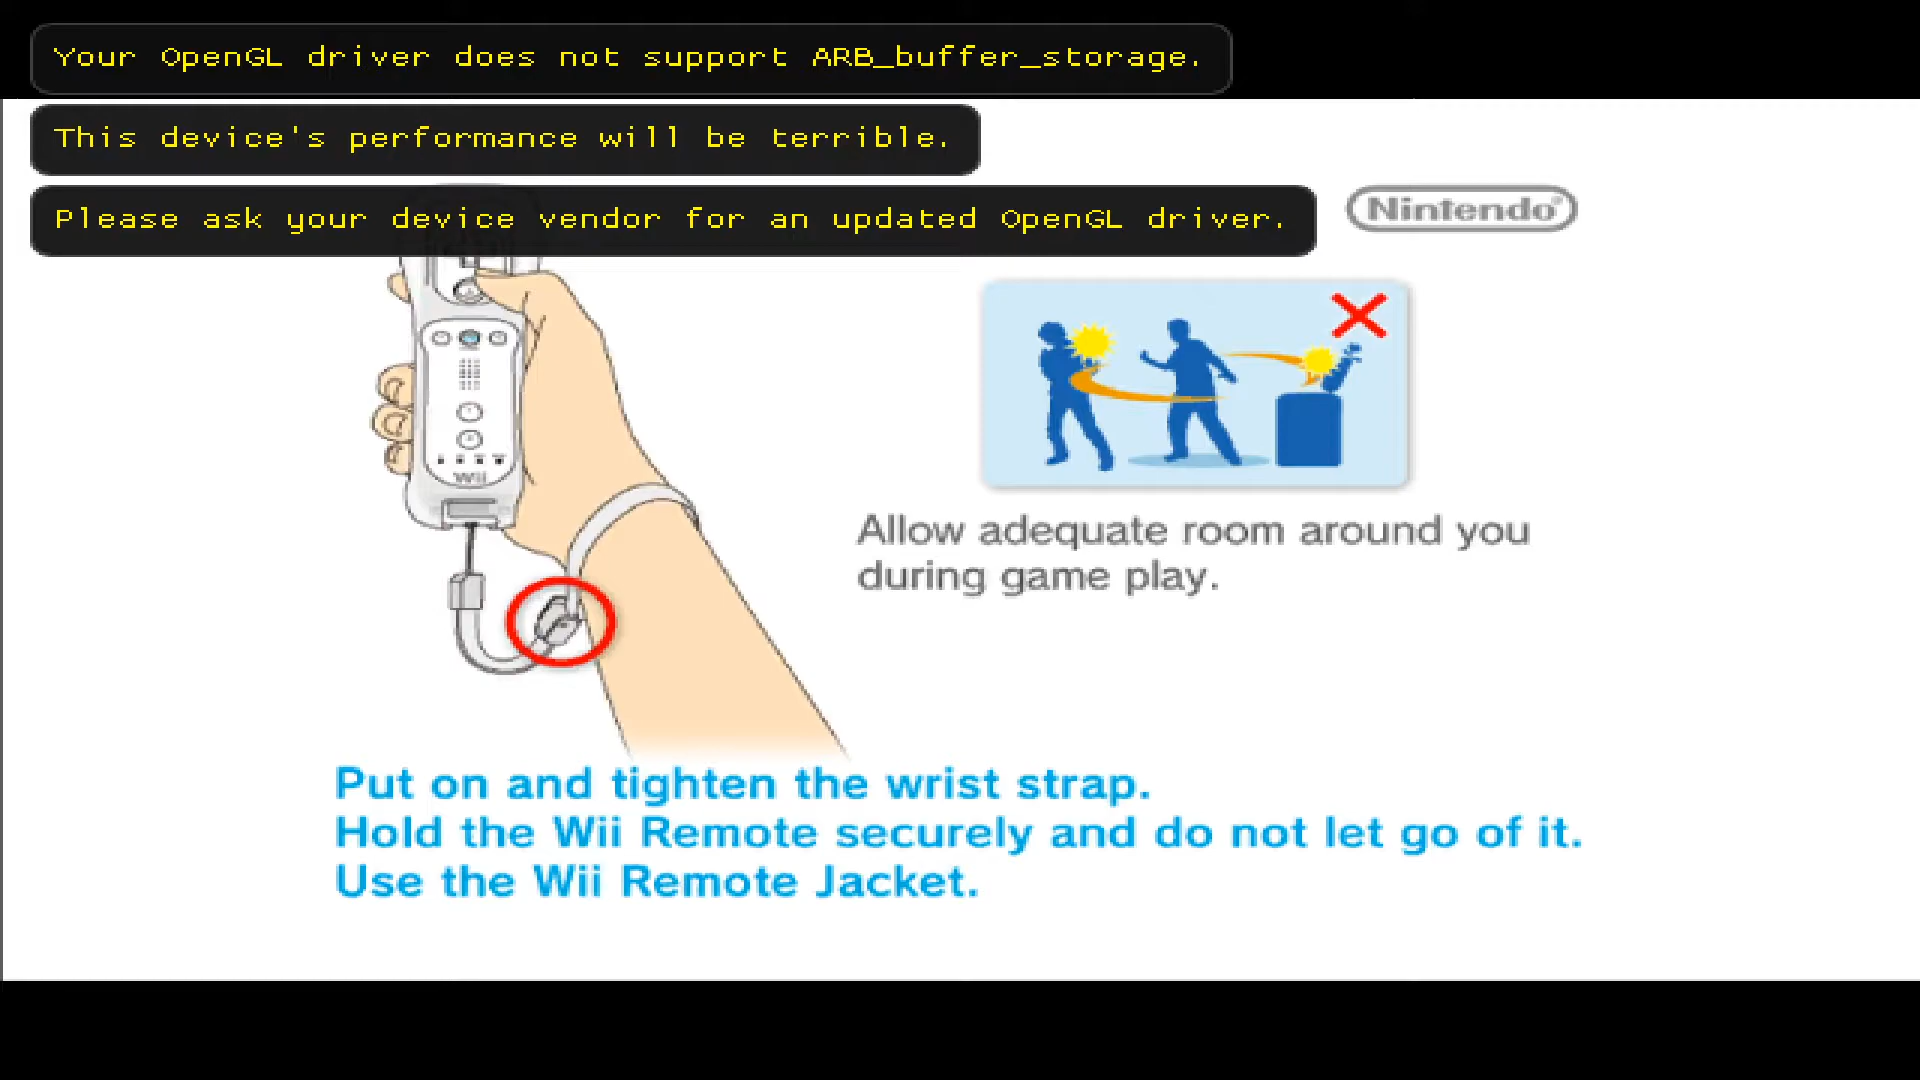 Your OpenGL driver does not support ARB_buffer_storage.
This device's performance will be terrible.
Please ask your device vendor for an updated OpenGL driver.
Nintendo®
Wii
Allow adequate room around you
during game play.
Put on and tighten the wrist strap.
Hold the Wii Remote securely and do not let go of it.
Use the Wii Remote Jacket.